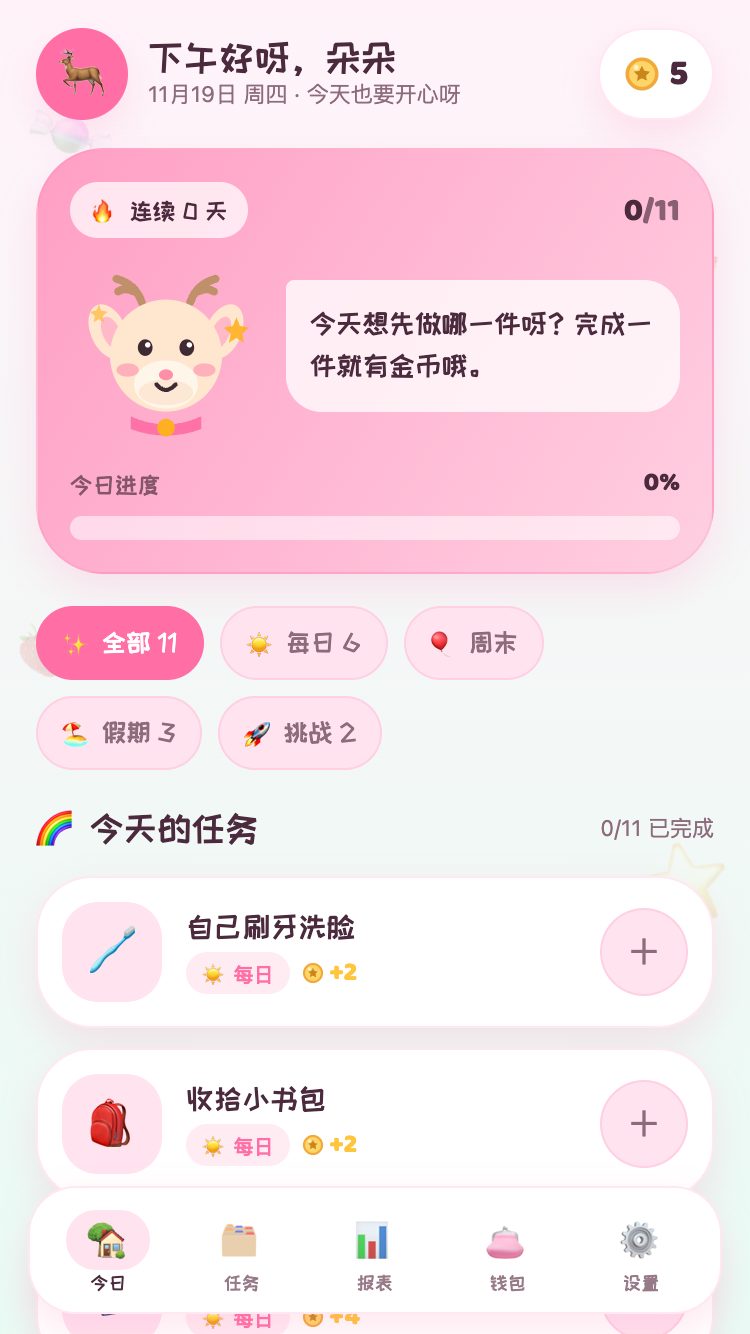 下午好呀，朵朵
11月19日 周四 · 今天也要开心呀
5
连续 0 天
0/11
今天想先做哪一件呀？完成一
件就有金币哦。
今日进度
0%
全部 11
每日 6
周末
假期 3
挑战 2
今天的任务
0/11 已完成
自己刷牙洗脸
每日
+2
收拾小书包
每日
+2
今日
任务
报表
钱包
设置
每日
+4